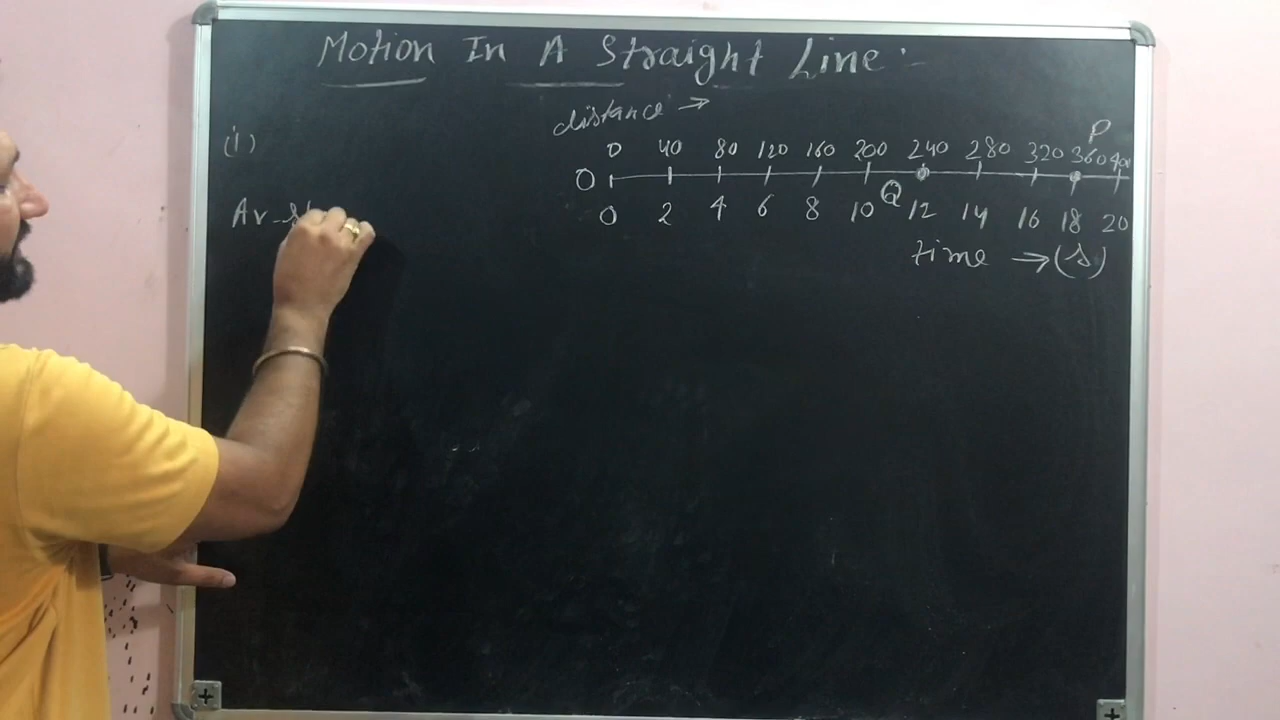 Motion In A Straight Line :-
distance →
(i)
P
0 40 80 120 160 200 240 280 320 360 400
O
Q
0 2 4 6 8 10 12 14 16 18 20
Av-
time →(s)